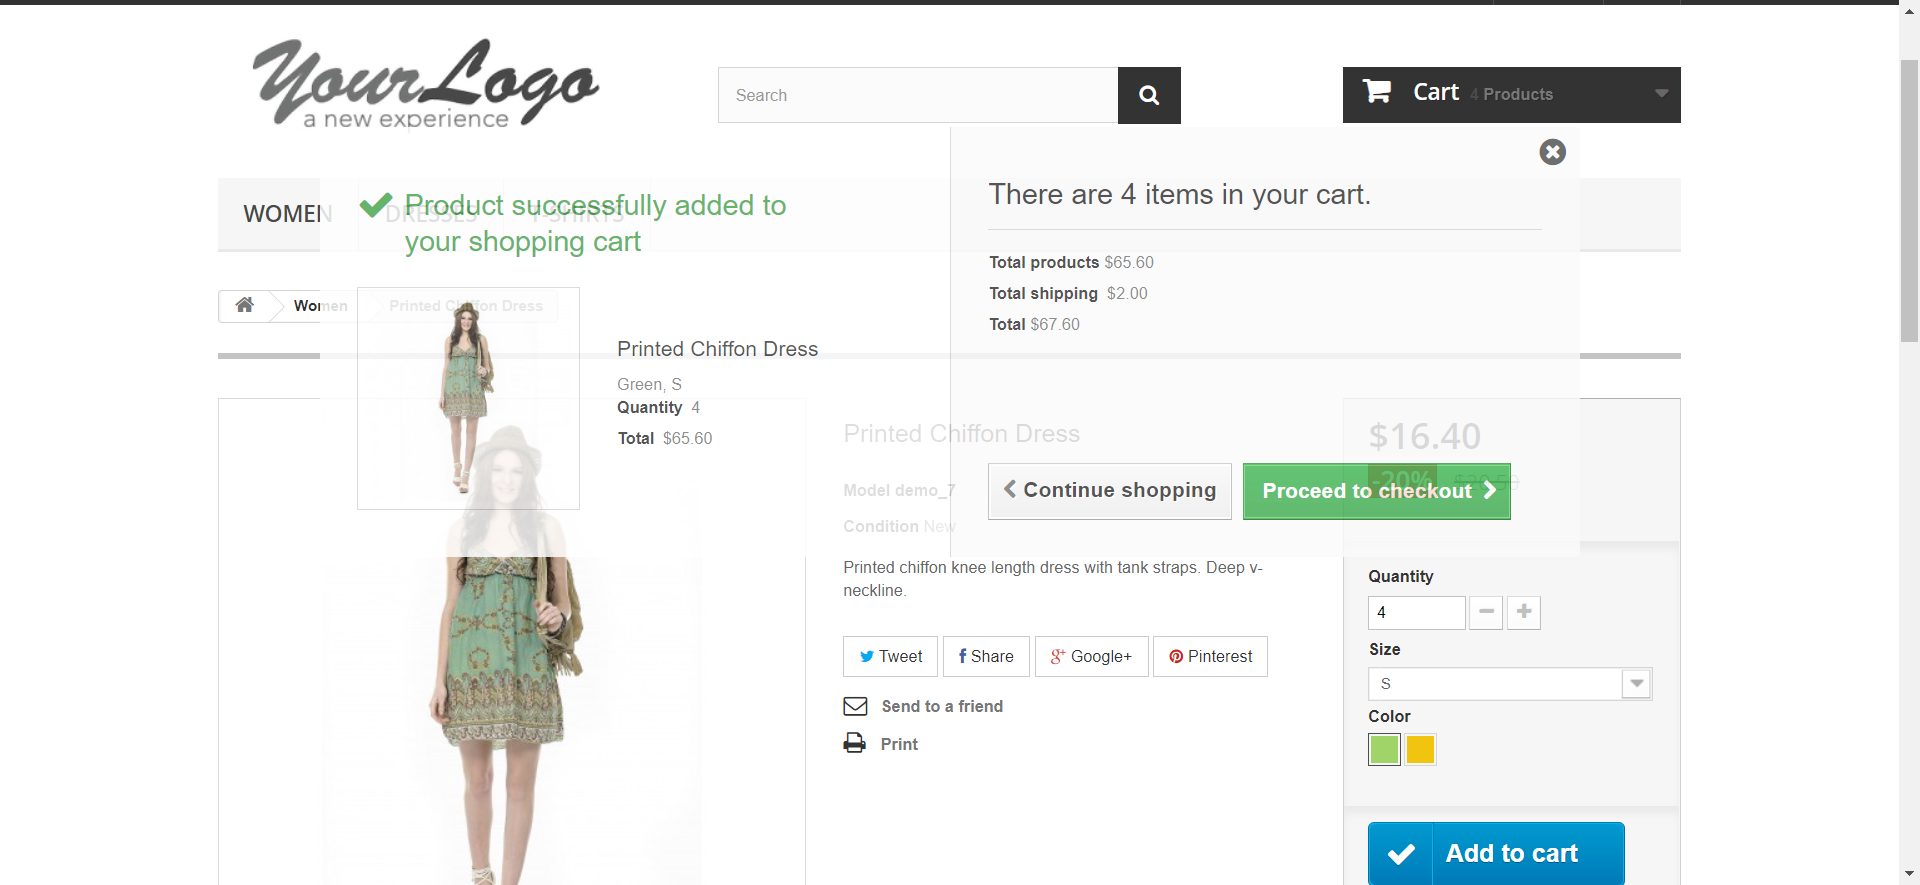 YourLogo
a new experience
Search
Cart 4 Products
WOMEN
DRESSES
T-SHIRTS
Product successfully added to
your shopping cart
There are 4 items in your cart.
Total products $65.60
Total shipping $2.00
Total $67.60
Women
Printed Chiffon Dress
Printed Chiffon Dress
Green, S
Quantity 4
Total $65.60
Continue shopping
Proceed to checkout
Printed Chiffon Dress
Model demo_7
Condition New
Printed chiffon knee length dress with tank straps. Deep v-
neckline.
Tweet
Share
Google+
Pinterest
Send to a friend
Print
$16.40
-20% $20.50
Quantity
4
Size
S
Color
Add to cart